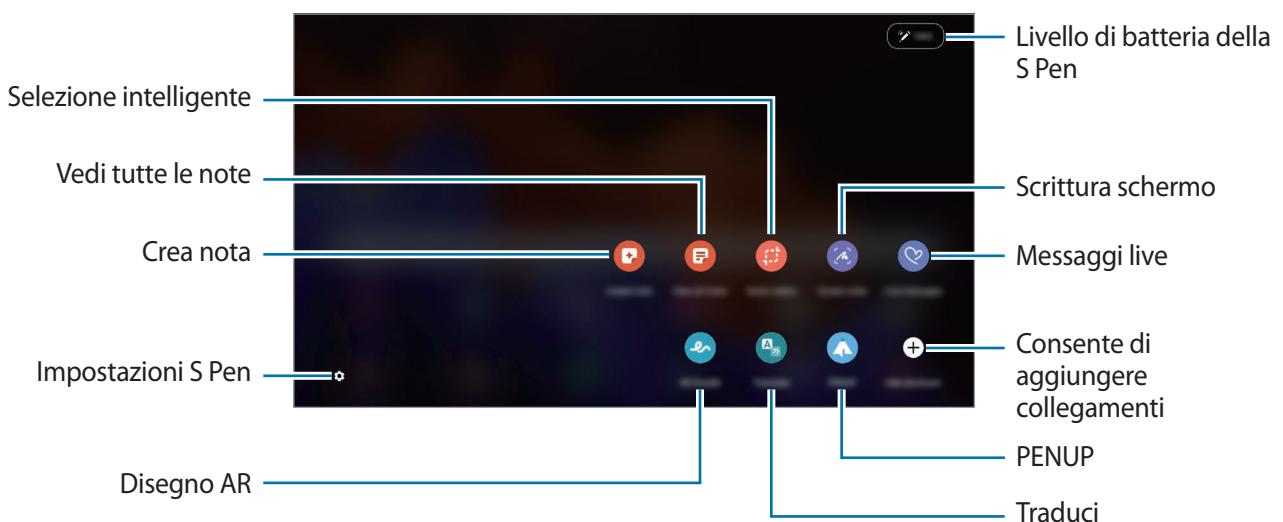 Livello di batteria della
S Pen
Selezione intelligente
Vedi tutte le note
Scrittura schermo
Crea nota
Messaggi live
Impostazioni S Pen
Consente di
aggiungere
collegamenti
PENUP
Disegno AR
Traduci